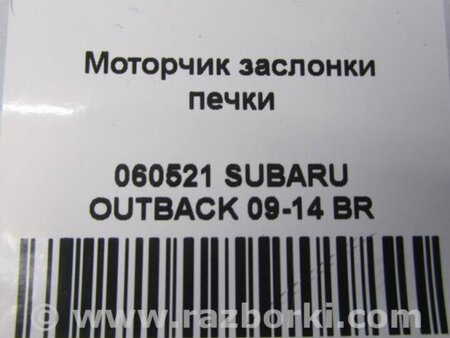 Моторчик заслонки
печки
060521 SUBARU
OUTBACK 09-14 BR
© www.razborki.com